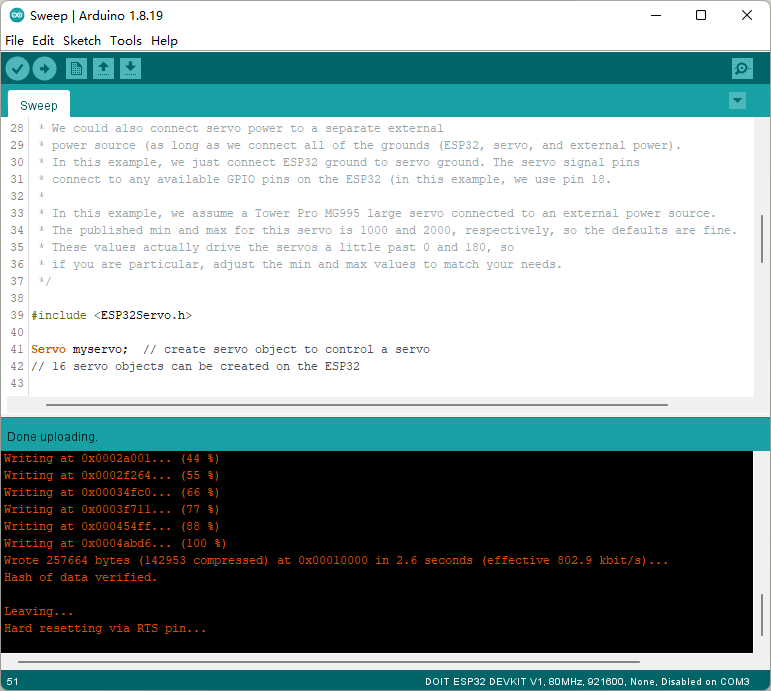 Sweep | Arduino 1.8.19
File Edit Sketch Tools Help
Sweep
28 * We could also connect servo power to a separate external
29 * power source (as long as we connect all of the grounds (ESP32, servo, and external power).
30 * In this example, we just connect ESP32 ground to servo ground. The servo signal pins
31 * connect to any available GPIO pins on the ESP32 (in this example, we use pin 18.
32 *
33 * In this example, we assume a Tower Pro MG995 large servo connected to an external power source.
34 * The published min and max for this servo is 1000 and 2000, respectively, so the defaults are fine.
35 * These values actually drive the servos a little past 0 and 180, so
36 * if you are particular, adjust the min and max values to match your needs.
37 */
38
39 #include <ESP32Servo.h>
40
41 Servo myservo;  // create servo object to control a servo
42 // 16 servo objects can be created on the ESP32
43
Done uploading.
Writing at 0x0002a001... (44 %)
Writing at 0x0002f264... (55 %)
Writing at 0x00034fc0... (66 %)
Writing at 0x0003f711... (77 %)
Writing at 0x000454ff... (88 %)
Writing at 0x0004abd6... (100 %)
Wrote 257664 bytes (142953 compressed) at 0x00010000 in 2.6 seconds (effective 802.9 kbit/s)...
Hash of data verified.
Leaving...
Hard resetting via RTS pin...
51 DOIT ESP32 DEVKIT V1, 80MHz, 921600, None, Disabled on COM3